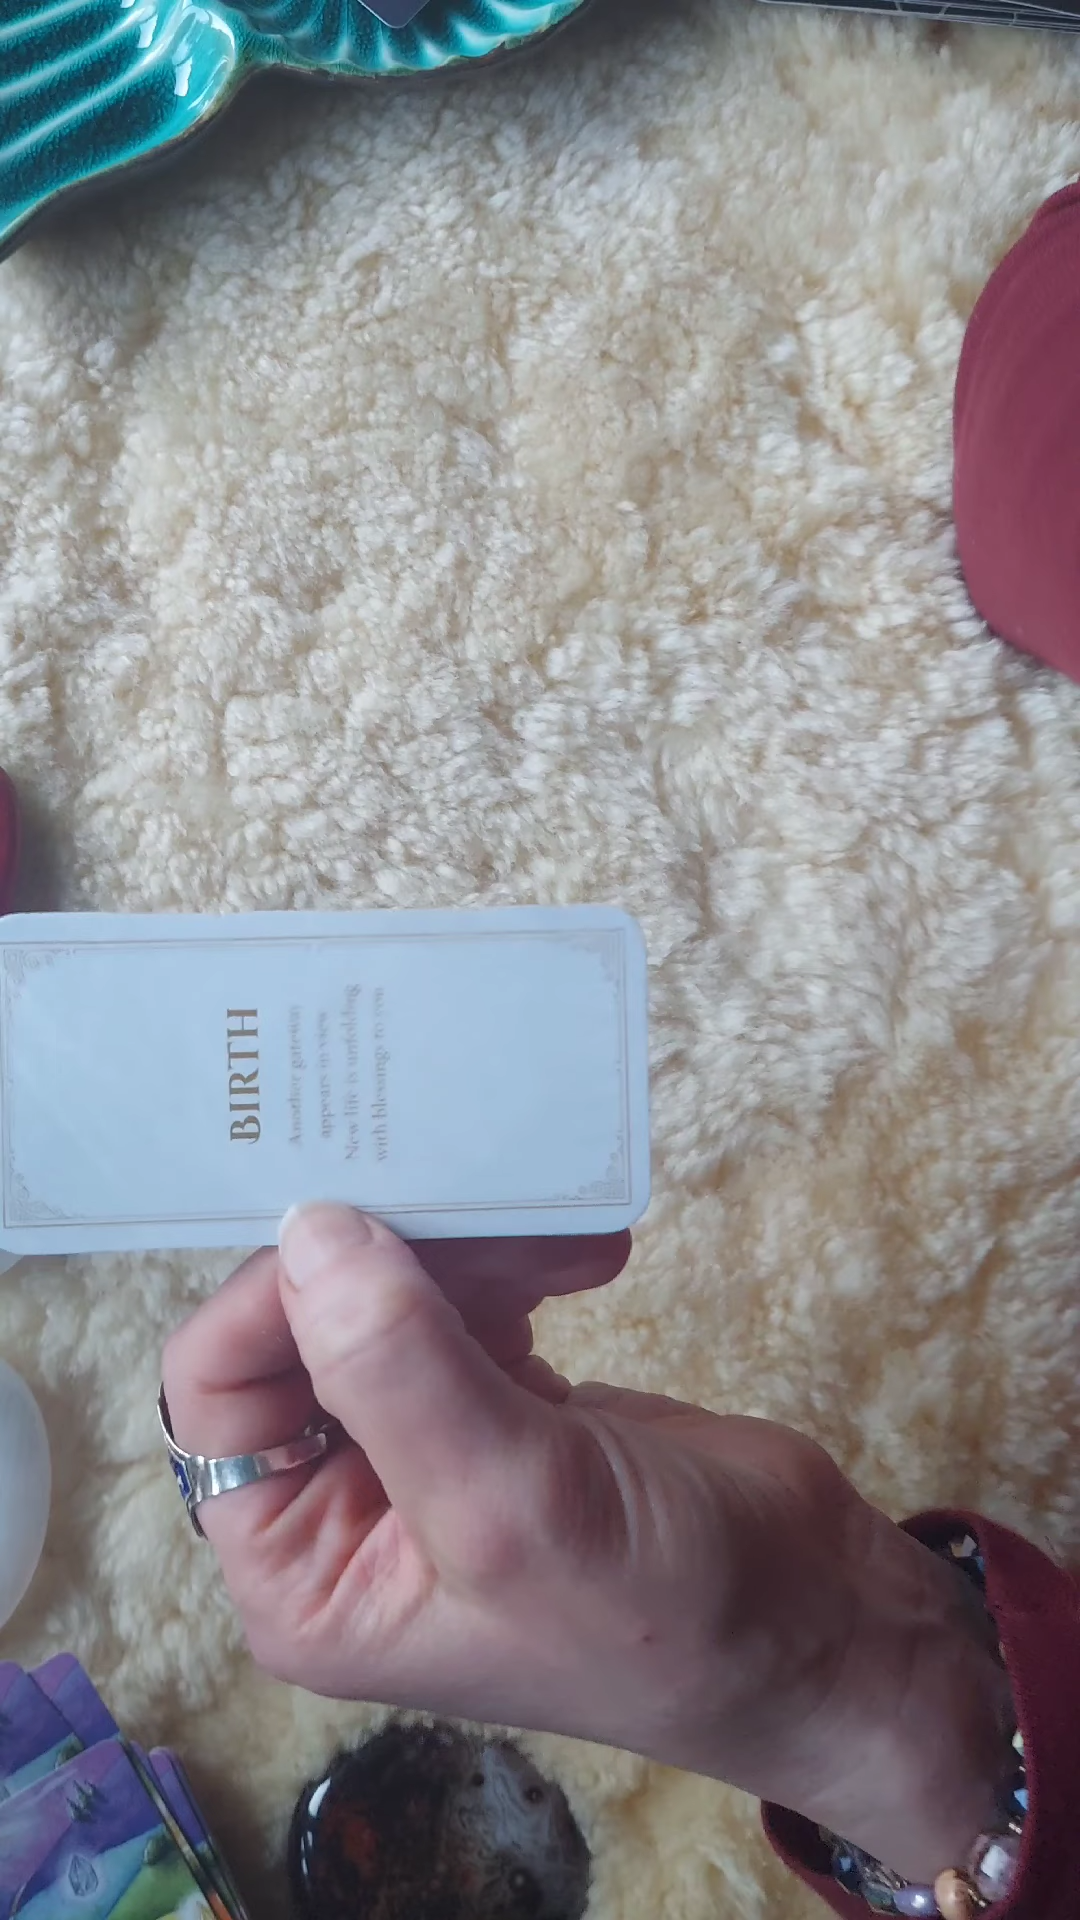 BIRTH
Another gateway
appears in view
New life is unfolding
with blessings to you